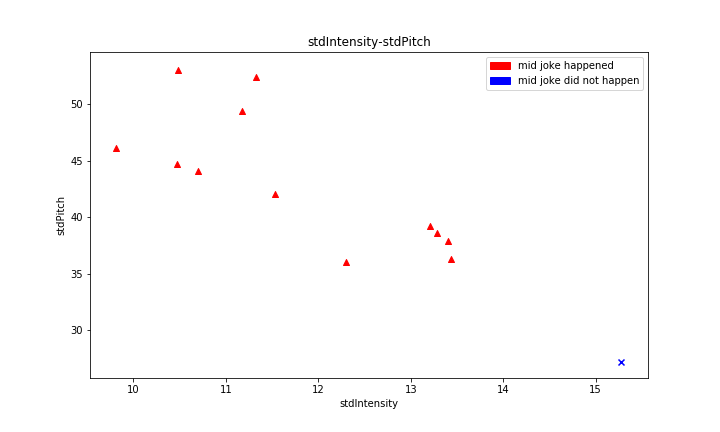 stdIntensity-stdPitch
mid joke happened
mid joke did not happen
stdPitch
50
45
40
35
30
10
11
12
13
14
15
stdIntensity